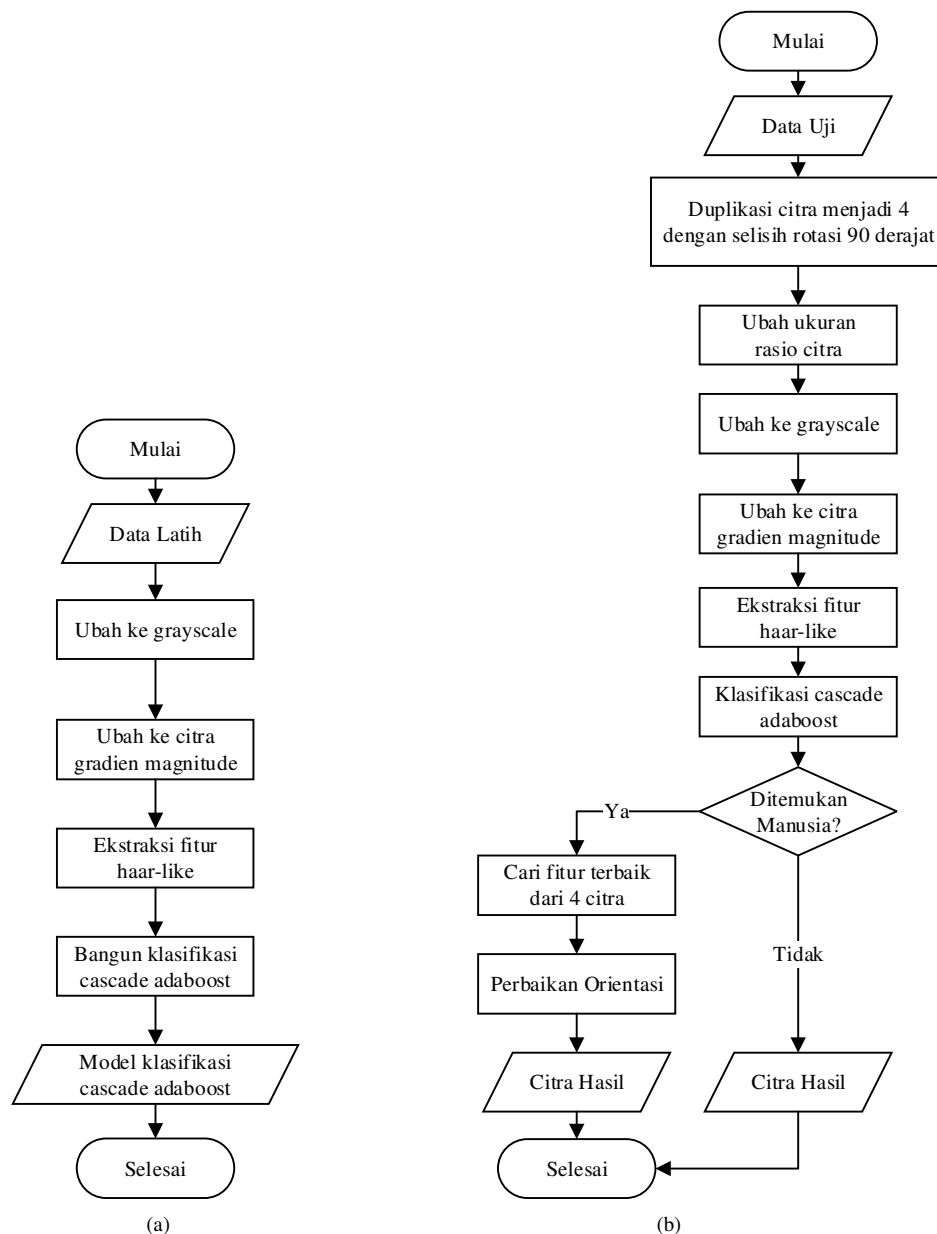 Mulai
Data Latih
Ubah ke grayscale
Ubah ke citra
gradien magnitude
Ekstraksi fitur
haar-like
Bangun klasifikasi
cascade adaboost
Model klasifikasi
cascade adaboost
Selesai
(a)
Mulai
Data Uji
Duplikasi citra menjadi 4
dengan selisih rotasi 90 derajat
Ubah ukuran
rasio citra
Ubah ke grayscale
Ubah ke citra
gradien magnitude
Ekstraksi fitur
haar-like
Klasifikasi cascade
adaboost
Ditemukan
Manusia?
Ya
Cari fitur terbaik
dari 4 citra
Perbaikan Orientasi
Citra Hasil
Tidak
Citra Hasil
Selesai
(b)